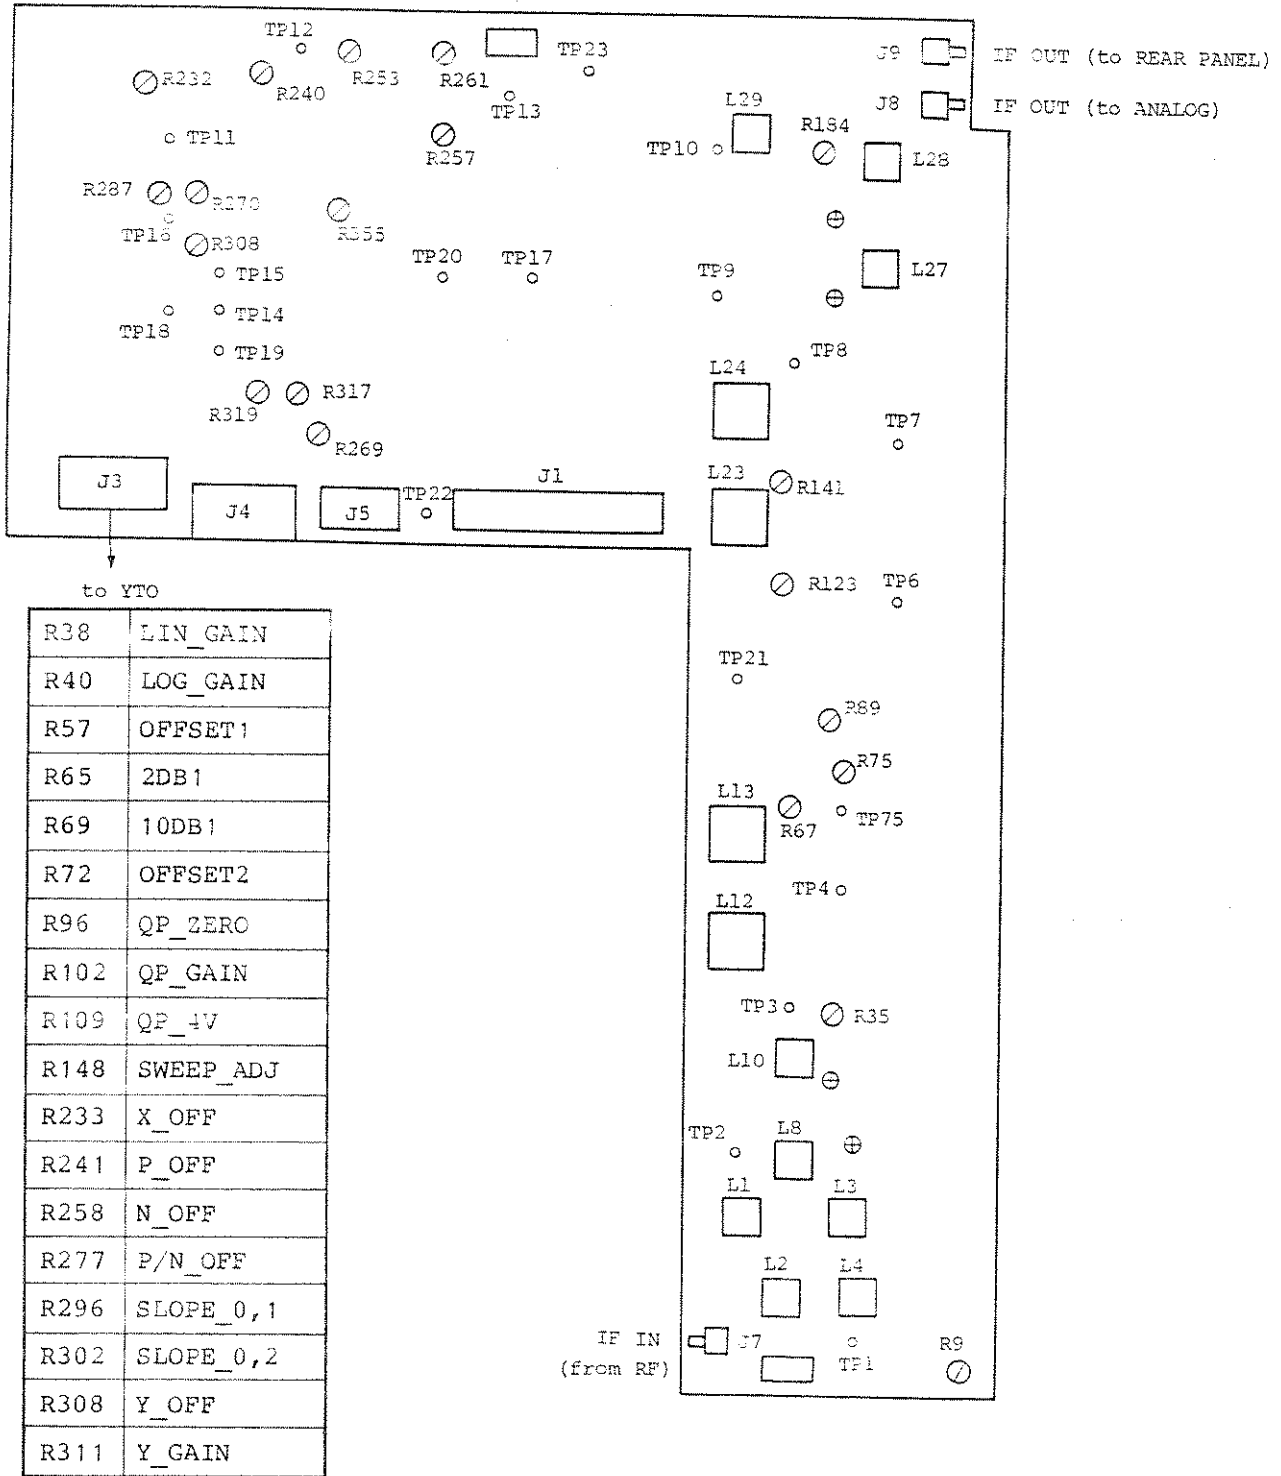 TP12
TP23
J9 IF OUT (to REAR PANEL)
R232
R240
R253
R261
TP13
L29
J8 IF OUT (to ANALOG)
R184
TP11
R257
TP10
L28
R287
R270
TP16
R308
R355
TP20
TP17
TP9
L27
TP15
TP18
TP14
TP19
TP8
L24
R319
R317
TP7
R269
J3
J4
J5
TP22
J1
L23
R141
to YTO
R123
TP6
R38 LIN_GAIN
R40 LOG_GAIN
R57 OFFSET1
R65 2DB1
R69 10DB1
R72 OFFSET2
R96 QP_ZERO
R102 QP_GAIN
R109 QP_4V
R148 SWEEP_ADJ
R233 X_OFF
R241 P_OFF
R258 N_OFF
R277 P/N_OFF
R296 SLOPE_0,1
R302 SLOPE_0,2
R308 Y_OFF
R311 Y_GAIN
TP21
R89
R75
L13
R67
TP75
TP4
L12
TP3
R35
L10
TP2
L8
L1
L3
L2
L4
IF IN
(from RF)
J7
TP1
R9